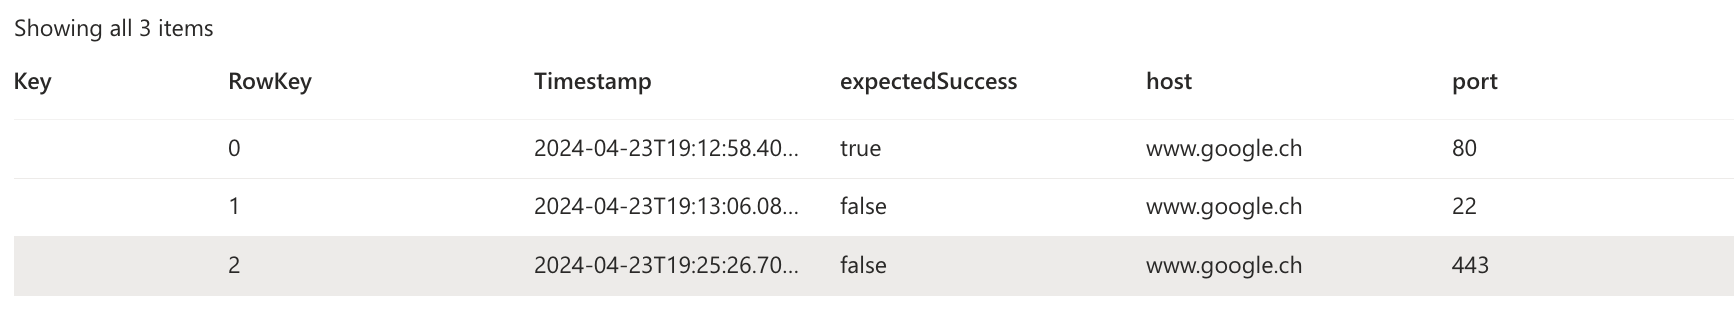 Showing all 3 items
Key RowKey Timestamp expectedSuccess host port
0 2024-04-23T19:12:58.40... true www.google.ch 80
1 2024-04-23T19:13:06.08... false www.google.ch 22
2 2024-04-23T19:25:26.70... false www.google.ch 443